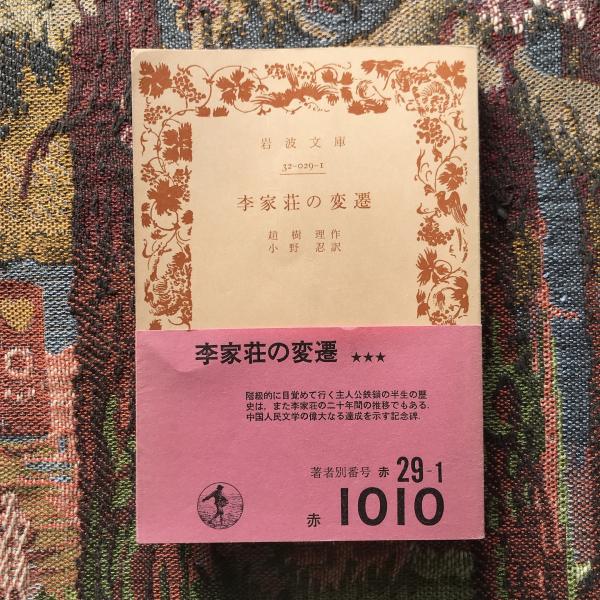 岩波文庫
32-029-1
李家荘の変遷
趙樹理作
小野忍訳
李家荘の変遷 ★★★
階級的に目覚めて行く主人公鉄鎖の半生の歴
史は，また李家荘の二十年間の推移でもある．
中国人民文学の偉大なる達成を示す記念碑．
著者別番号 赤 29-1
赤 1010